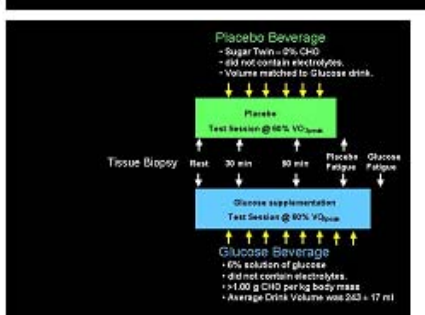 Placebo Beverage
• Sugar Twin – 0% CHO
• did not contain electrolytes.
• Volume matched to Glucose drink.
Placebo
Test Session @ 60% VO2peak
Tissue Biopsy Rest 30 min 90 min Placebo Fatigue Glucose Fatigue
Glucose supplementation
Test Session @ 60% VO2peak
Glucose Beverage
• 6% solution of glucose
• did not contain electrolytes.
• >1.00 g CHO per kg body mass
• Average Drink Volume was 243 ± 17 ml